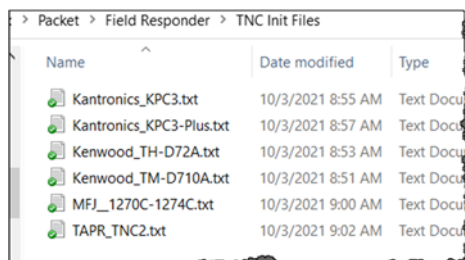 > Packet > Field Responder > TNC Init Files
Name Date modified Type
Kantronics_KPC3.txt 10/3/2021 8:55 AM Text Docu
Kantronics_KPC3-Plus.txt 10/3/2021 8:57 AM Text Docu
Kenwood_TH-D72A.txt 10/3/2021 8:53 AM Text Docu
Kenwood_TM-D710A.txt 10/3/2021 8:51 AM Text Docu
MFJ__1270C-1274C.txt 10/3/2021 9:00 AM Text Docu
TAPR_TNC2.txt 10/3/2021 9:02 AM Text Docu